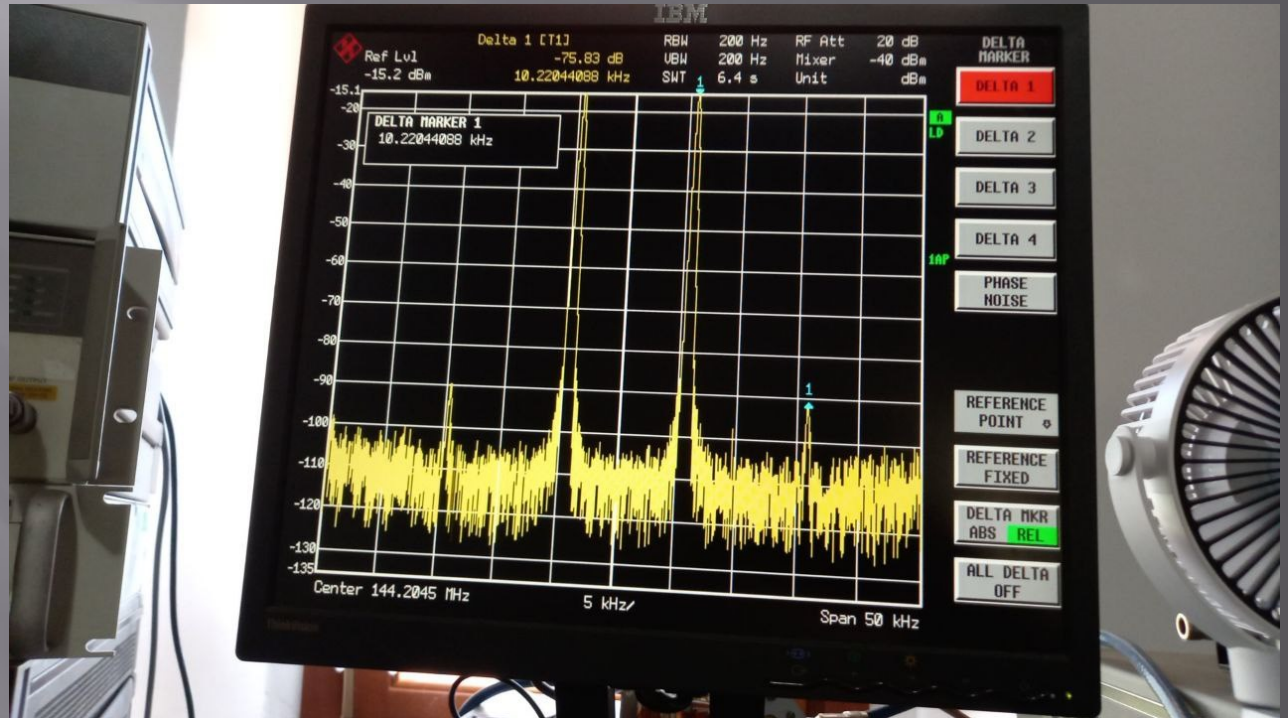 IBM
Delta 1 [T1]
RBW 200 Hz RF Att 20 dB
Ref Lvl -75.83 dB VBW 200 Hz Mixer -40 dBm
-15.2 dBm 10.22044088 kHz SWT 6.4 s Unit dBm
DELTA MARKER
DELTA 1
DELTA 2
DELTA 3
DELTA 4
PHASE NOISE
REFERENCE POINT
REFERENCE FIXED
DELTA MKR
ABS REL
ALL DELTA OFF
A
LD
1AP
1
1
DELTA MARKER 1
10.22044088 kHz
-15.1
-20
-30
-40
-50
-60
-70
-80
-90
-100
-110
-120
-130
-135
Center 144.2045 MHz 5 kHz/ Span 50 kHz